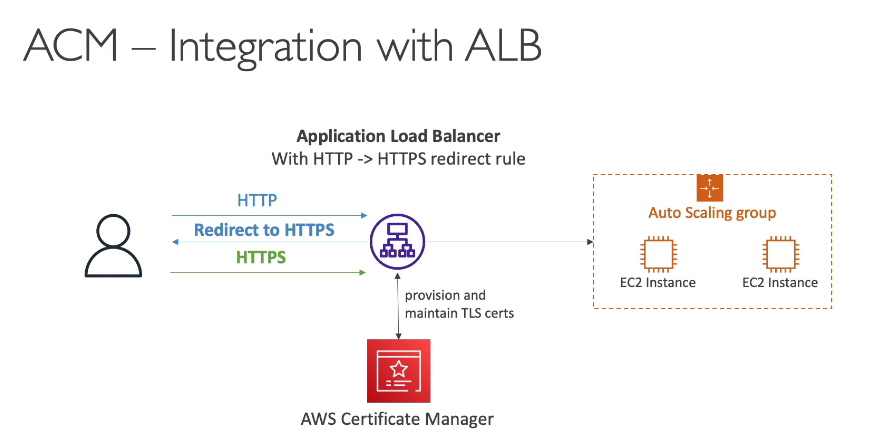 ACM – Integration with ALB
Application Load Balancer
With HTTP -> HTTPS redirect rule
HTTP
Redirect to HTTPS
HTTPS
Auto Scaling group
EC2 Instance
EC2 Instance
provision and
maintain TLS certs
AWS Certificate Manager